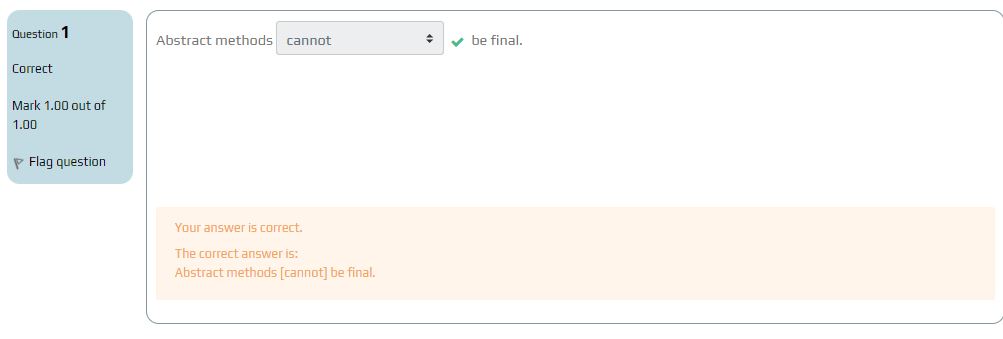 Question 1
Correct
Mark 1.00 out of
1.00
Flag question
Abstract methods cannot be final.
Your answer is correct.
The correct answer is:
Abstract methods [cannot] be final.